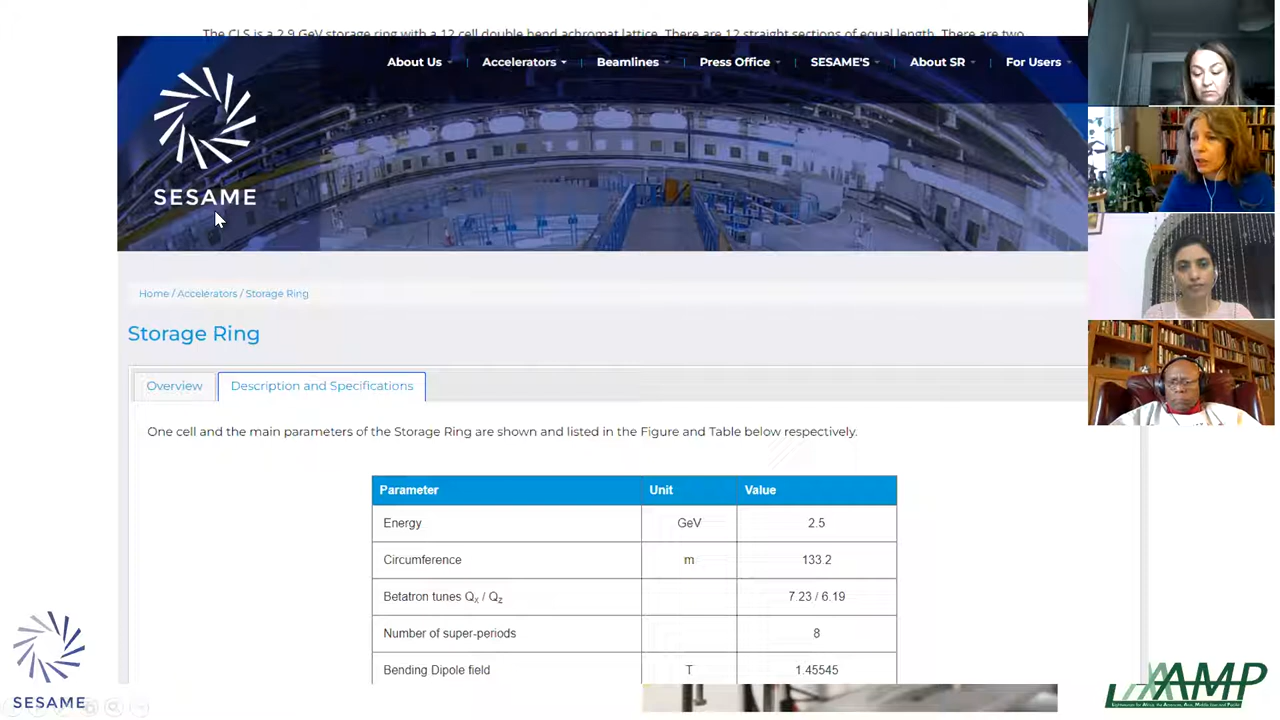 The CLS is a 2.9 GeV storage ring with a 12 cell double bend achromat lattice. There are 12 straight sections of equal length. There are two
About Us
Accelerators
Beamlines
Press Office
SESAME'S
About SR
For Users
SESAME
Home / Accelerators / Storage Ring
Storage Ring
Overview
Description and Specifications
One cell and the main parameters of the Storage Ring are shown and listed in the Figure and Table below respectively.
Parameter Unit Value
Energy GeV 2.5
Circumference m 133.2
Betatron tunes Qx / Qz 7.23 / 6.19
Number of super-periods 8
Bending Dipole field T 1.45545
SESAME
AMP